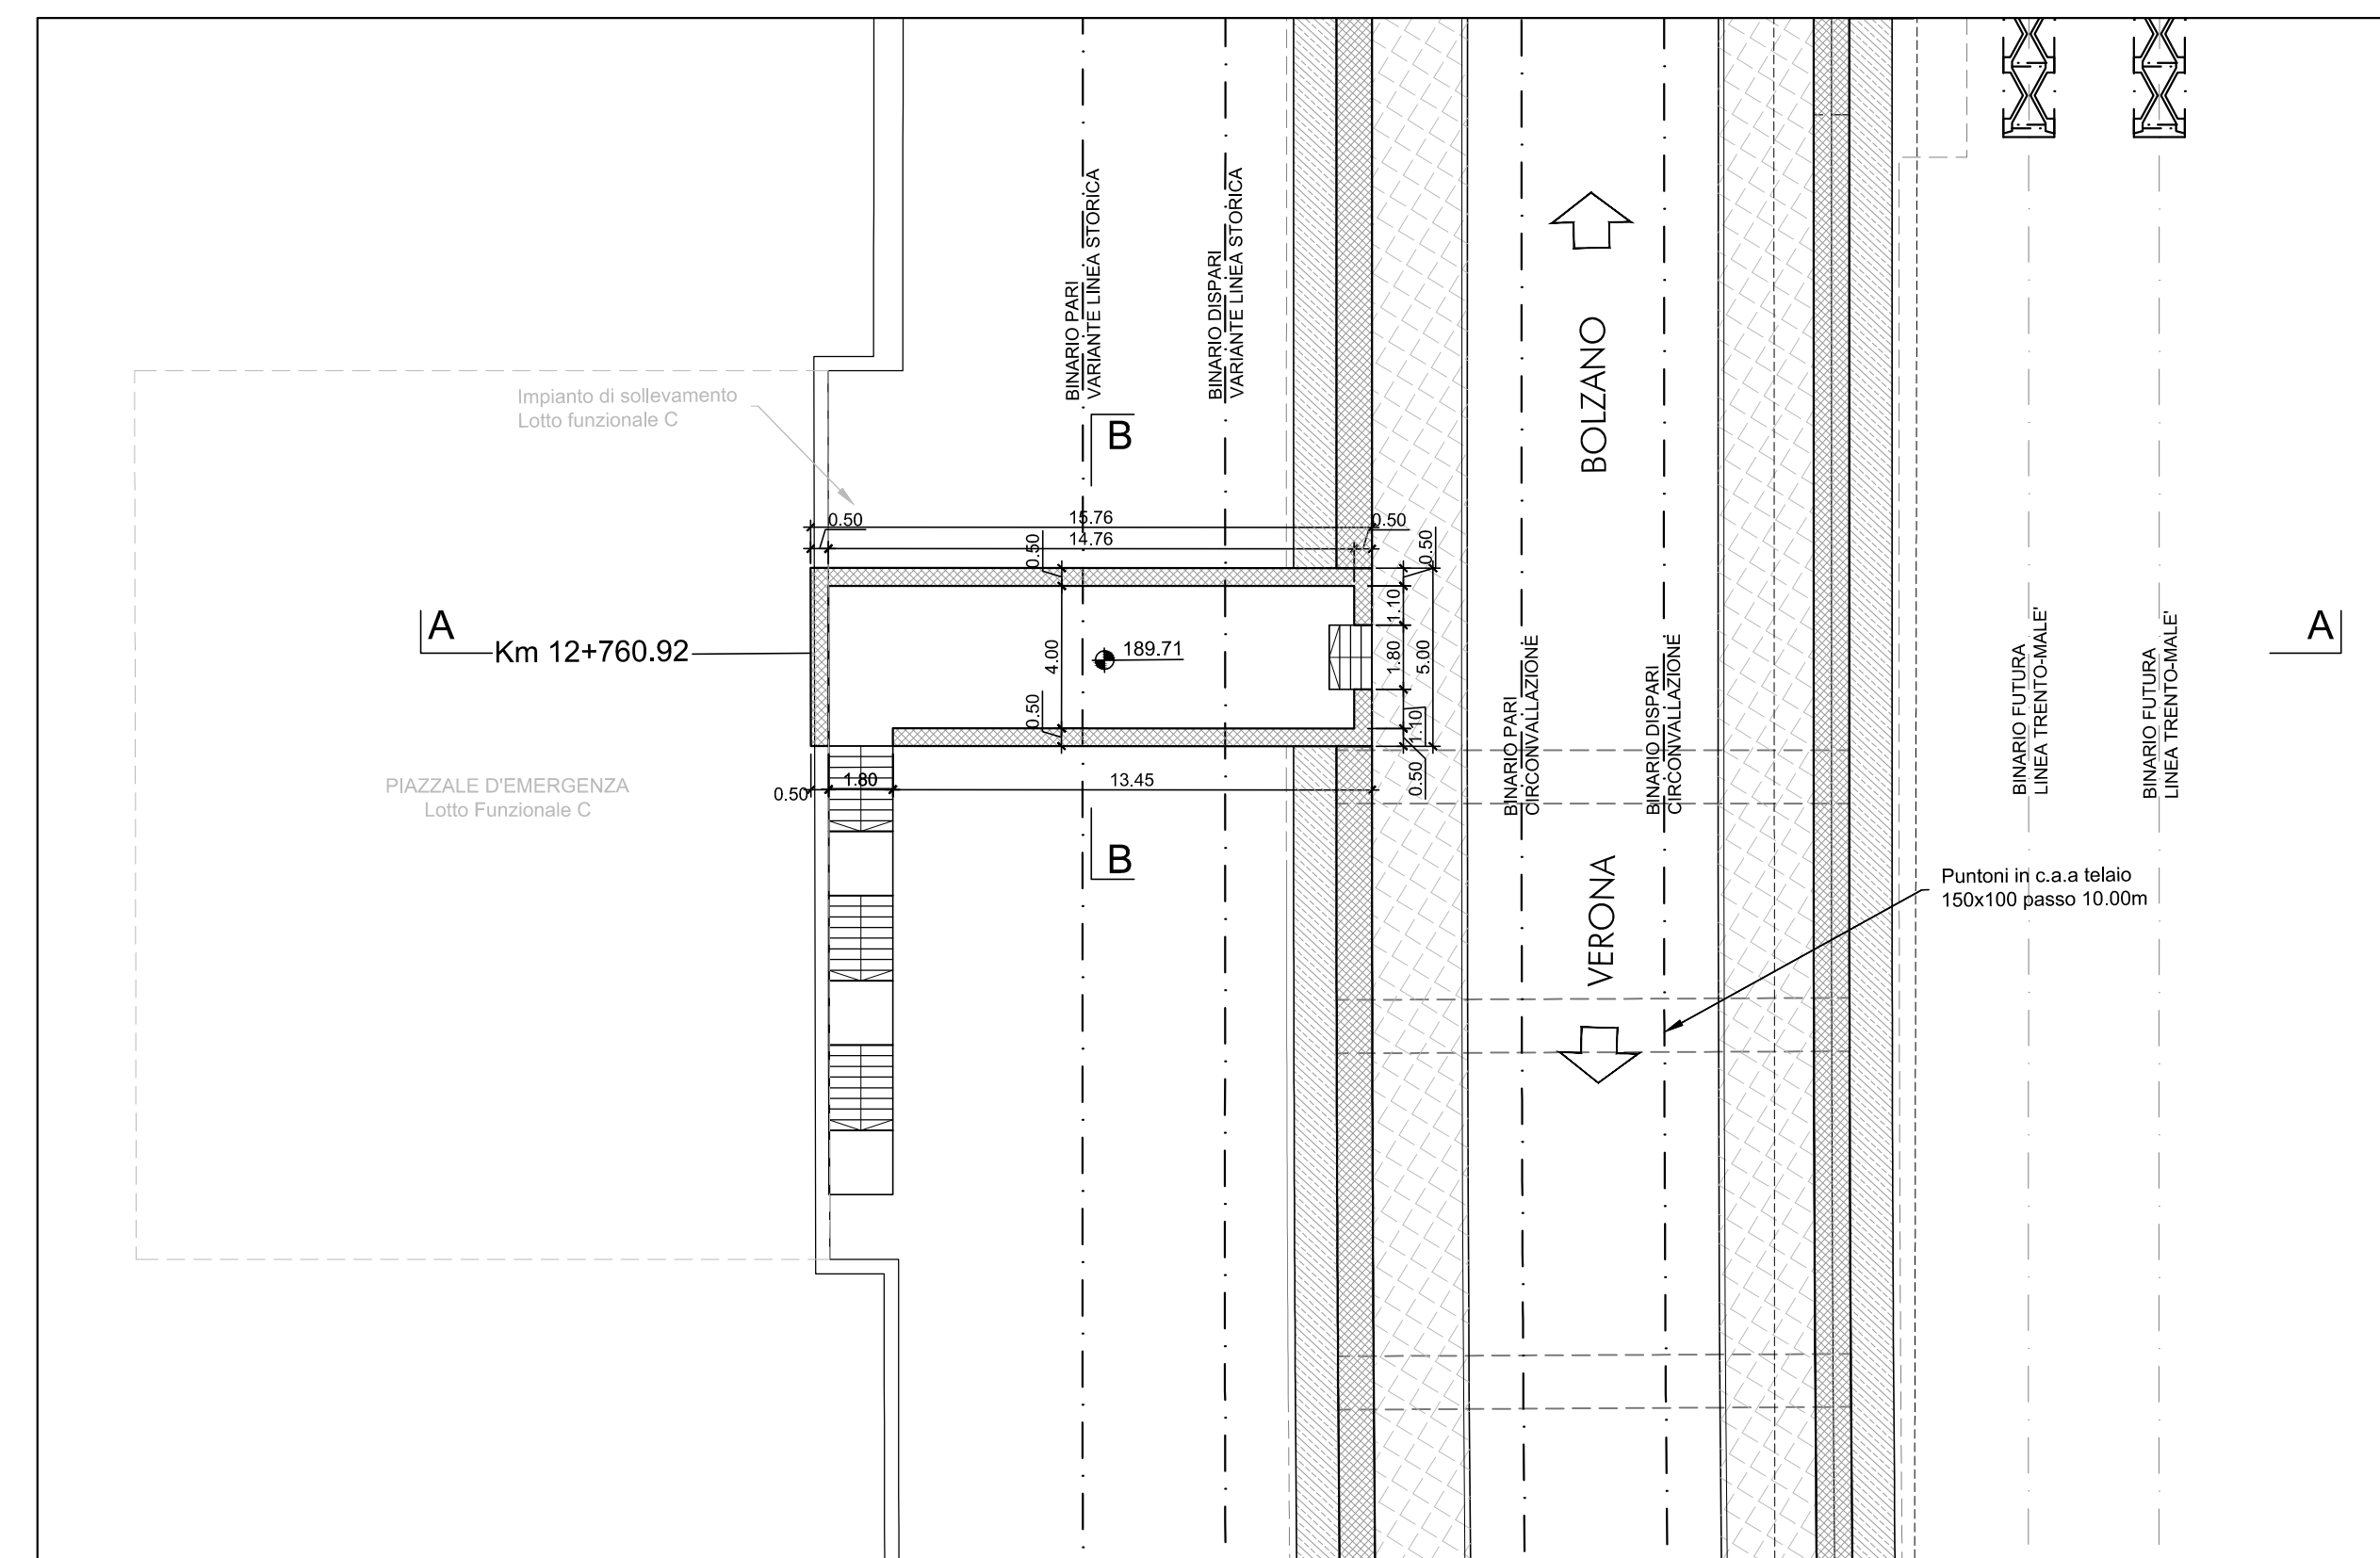 BINARIO PARI
VARIANTE LINEA STORICA
BINARIO DISPARI
VARIANTE LINEA STORICA
BOLZANO
Impianto di sollevamento
Lotto funzionale C
B
0.50
15.76
0.50
14.76
0.50
0.50
A
Km 12+760.92
4.00
189.71
1.10
1.80
5.00
1.10
0.50
0.50
A
BINARIO PARI
CIRCONVALLAZIONE
BINARIO DISPARI
CIRCONVALLAZIONE
BINARIO FUTURA
LINEA TRENTO-MALE'
BINARIO FUTURA
LINEA TRENTO-MALE'
PIAZZALE D'EMERGENZA
Lotto Funzionale C
0.50
1.80
13.45
B
VERONA
Puntoni in c.a.a telaio
150x100 passo 10.00m